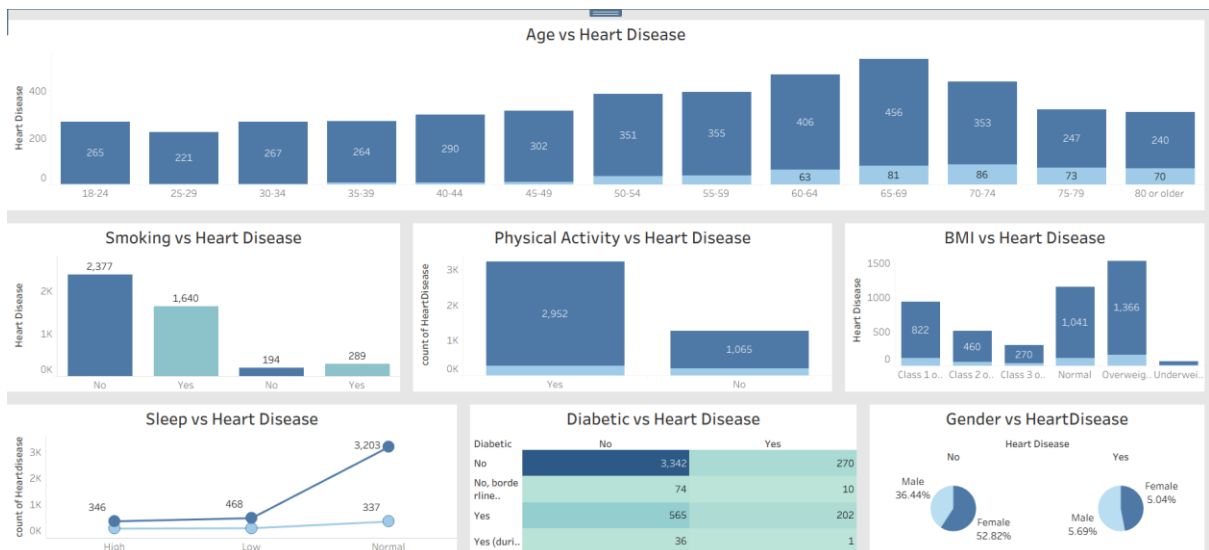 Age vs Heart Disease
Heart Disease
400
200
0
265
221
267
264
290
302
351
355
406
456
353
247
240
63
81
86
73
70
18-24
25-29
30-34
35-39
40-44
45-49
50-54
55-59
60-64
65-69
70-74
75-79
80 or older
Smoking vs Heart Disease
Heart Disease
2K
1K
0K
2,377
1,640
194
289
No
Yes
No
Yes
Physical Activity vs Heart Disease
count of HeartDisease
3K
2K
1K
0K
2,952
1,065
Yes
No
BMI vs Heart Disease
Heart Disease
1500
1000
500
0
822
460
270
1,041
1,366
Class 1 o..
Class 2 o..
Class 3 o..
Normal
Overweig..
Underwei..
Sleep vs Heart Disease
count of Heartdisease
3K
2K
1K
0K
346
468
3,203
337
High
Low
Normal
Diabetic vs Heart Disease
Diabetic No Yes
No 3,342 270
No, borde
rline.. 74 10
Yes 565 202
Yes (duri.. 36 1
Gender vs HeartDisease
Heart Disease
No
Yes
Male
36.44%
Female
52.82%
Female
5.04%
Male
5.69%